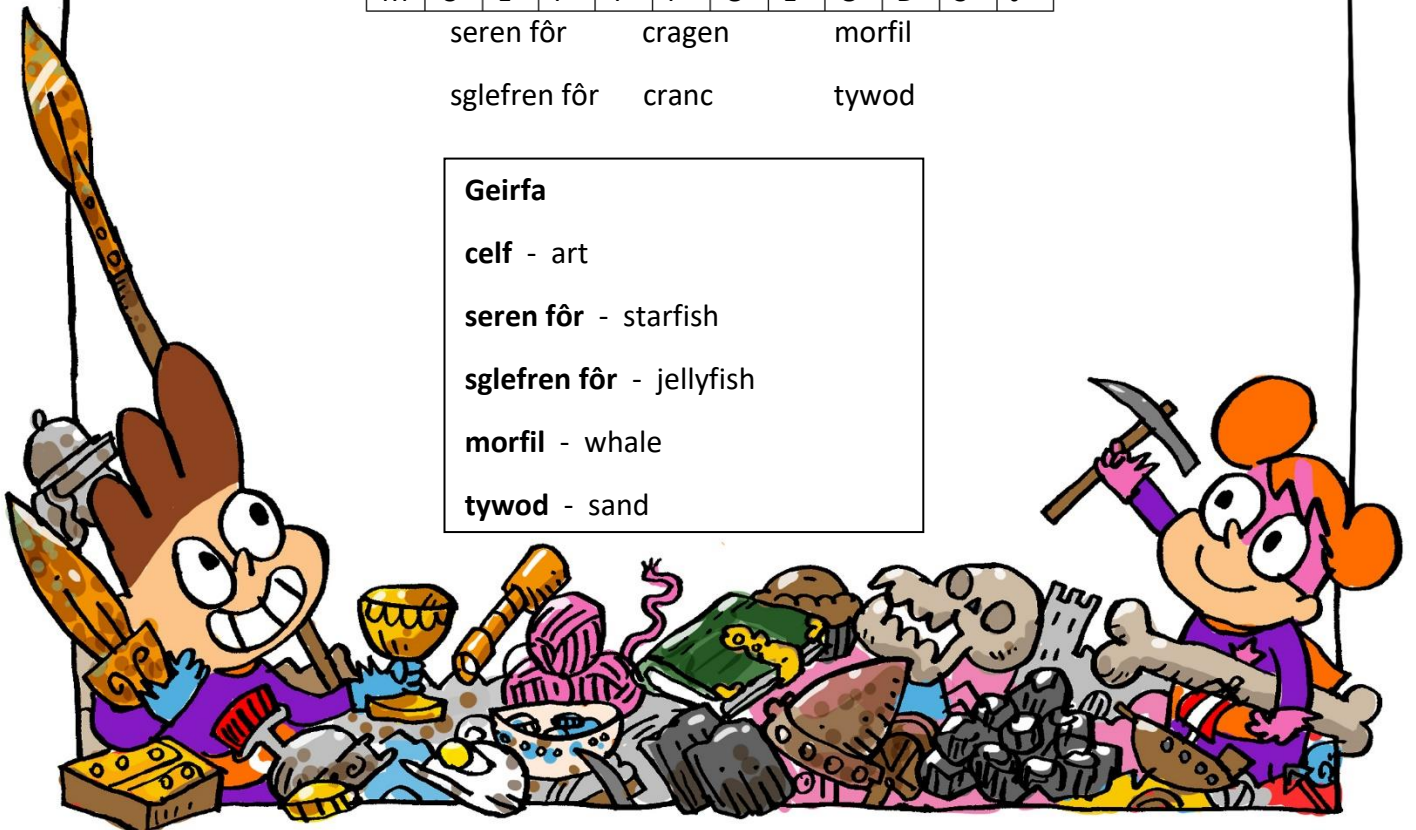 seren fôr cragen morfil
sglefren fôr cranc tywod
Geirfa
celf - art
seren fôr - starfish
sglefren fôr - jellyfish
morfil - whale
tywod - sand